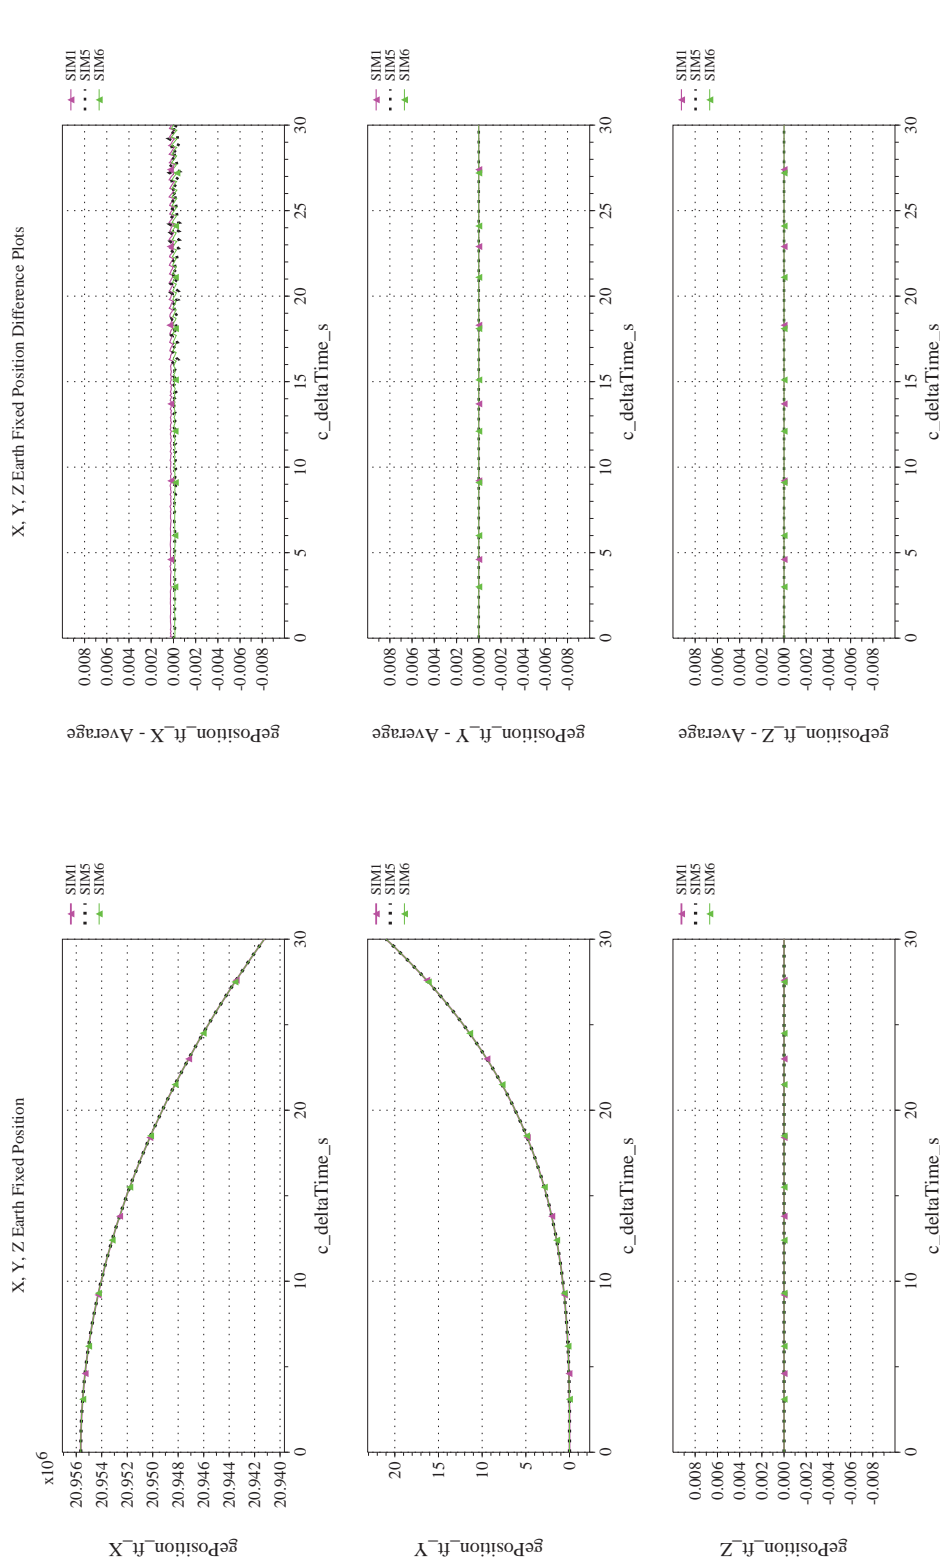 X, Y, Z Earth Fixed Position
x10^6
20.956
20.954
20.952
20.950
20.948
20.946
20.944
20.942
20.940
gePosition_ft_X
0
10
20
30
c_deltaTime_s
SIM1
SIM5
SIM6
20
15
10
5
0
gePosition_ft_Y
0
10
20
30
c_deltaTime_s
SIM1
SIM5
SIM6
0.008
0.006
0.004
0.002
0.000
-0.002
-0.004
-0.006
-0.008
gePosition_ft_Z
0
10
20
30
c_deltaTime_s
SIM1
SIM5
SIM6
X, Y, Z Earth Fixed Position Difference Plots
0.008
0.006
0.004
0.002
0.000
-0.002
-0.004
-0.006
-0.008
gePosition_ft_X - Average
0
5
10
15
20
25
30
c_deltaTime_s
SIM1
SIM5
SIM6
0.008
0.006
0.004
0.002
0.000
-0.002
-0.004
-0.006
-0.008
gePosition_ft_Y - Average
0
5
10
15
20
25
30
c_deltaTime_s
SIM1
SIM5
SIM6
0.008
0.006
0.004
0.002
0.000
-0.002
-0.004
-0.006
-0.008
gePosition_ft_Z - Average
0
5
10
15
20
25
30
c_deltaTime_s
SIM1
SIM5
SIM6